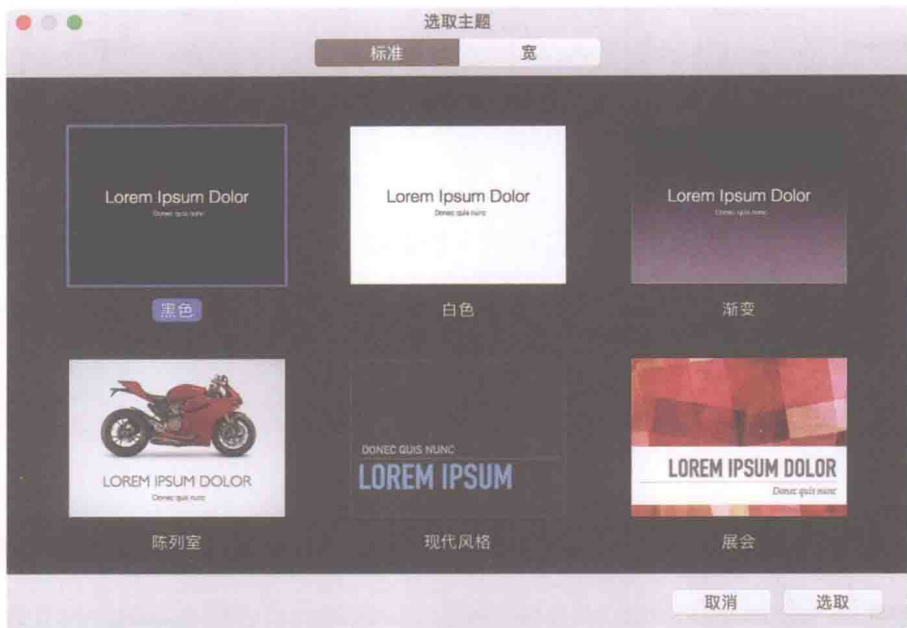 选取主题
标准
宽
Lorem Ipsum Dolor
Donec quis nunc
Lorem Ipsum Dolor
Donec quis nunc
Lorem Ipsum Dolor
Donec quis nunc
黑色
白色
渐变
LOREM IPSUM DOLOR
Donec quis nunc
DONEC QUIS NUNC
LOREM IPSUM
LOREM IPSUM DOLOR
Donec quis nunc
陈列室
现代风格
展会
取消
选取